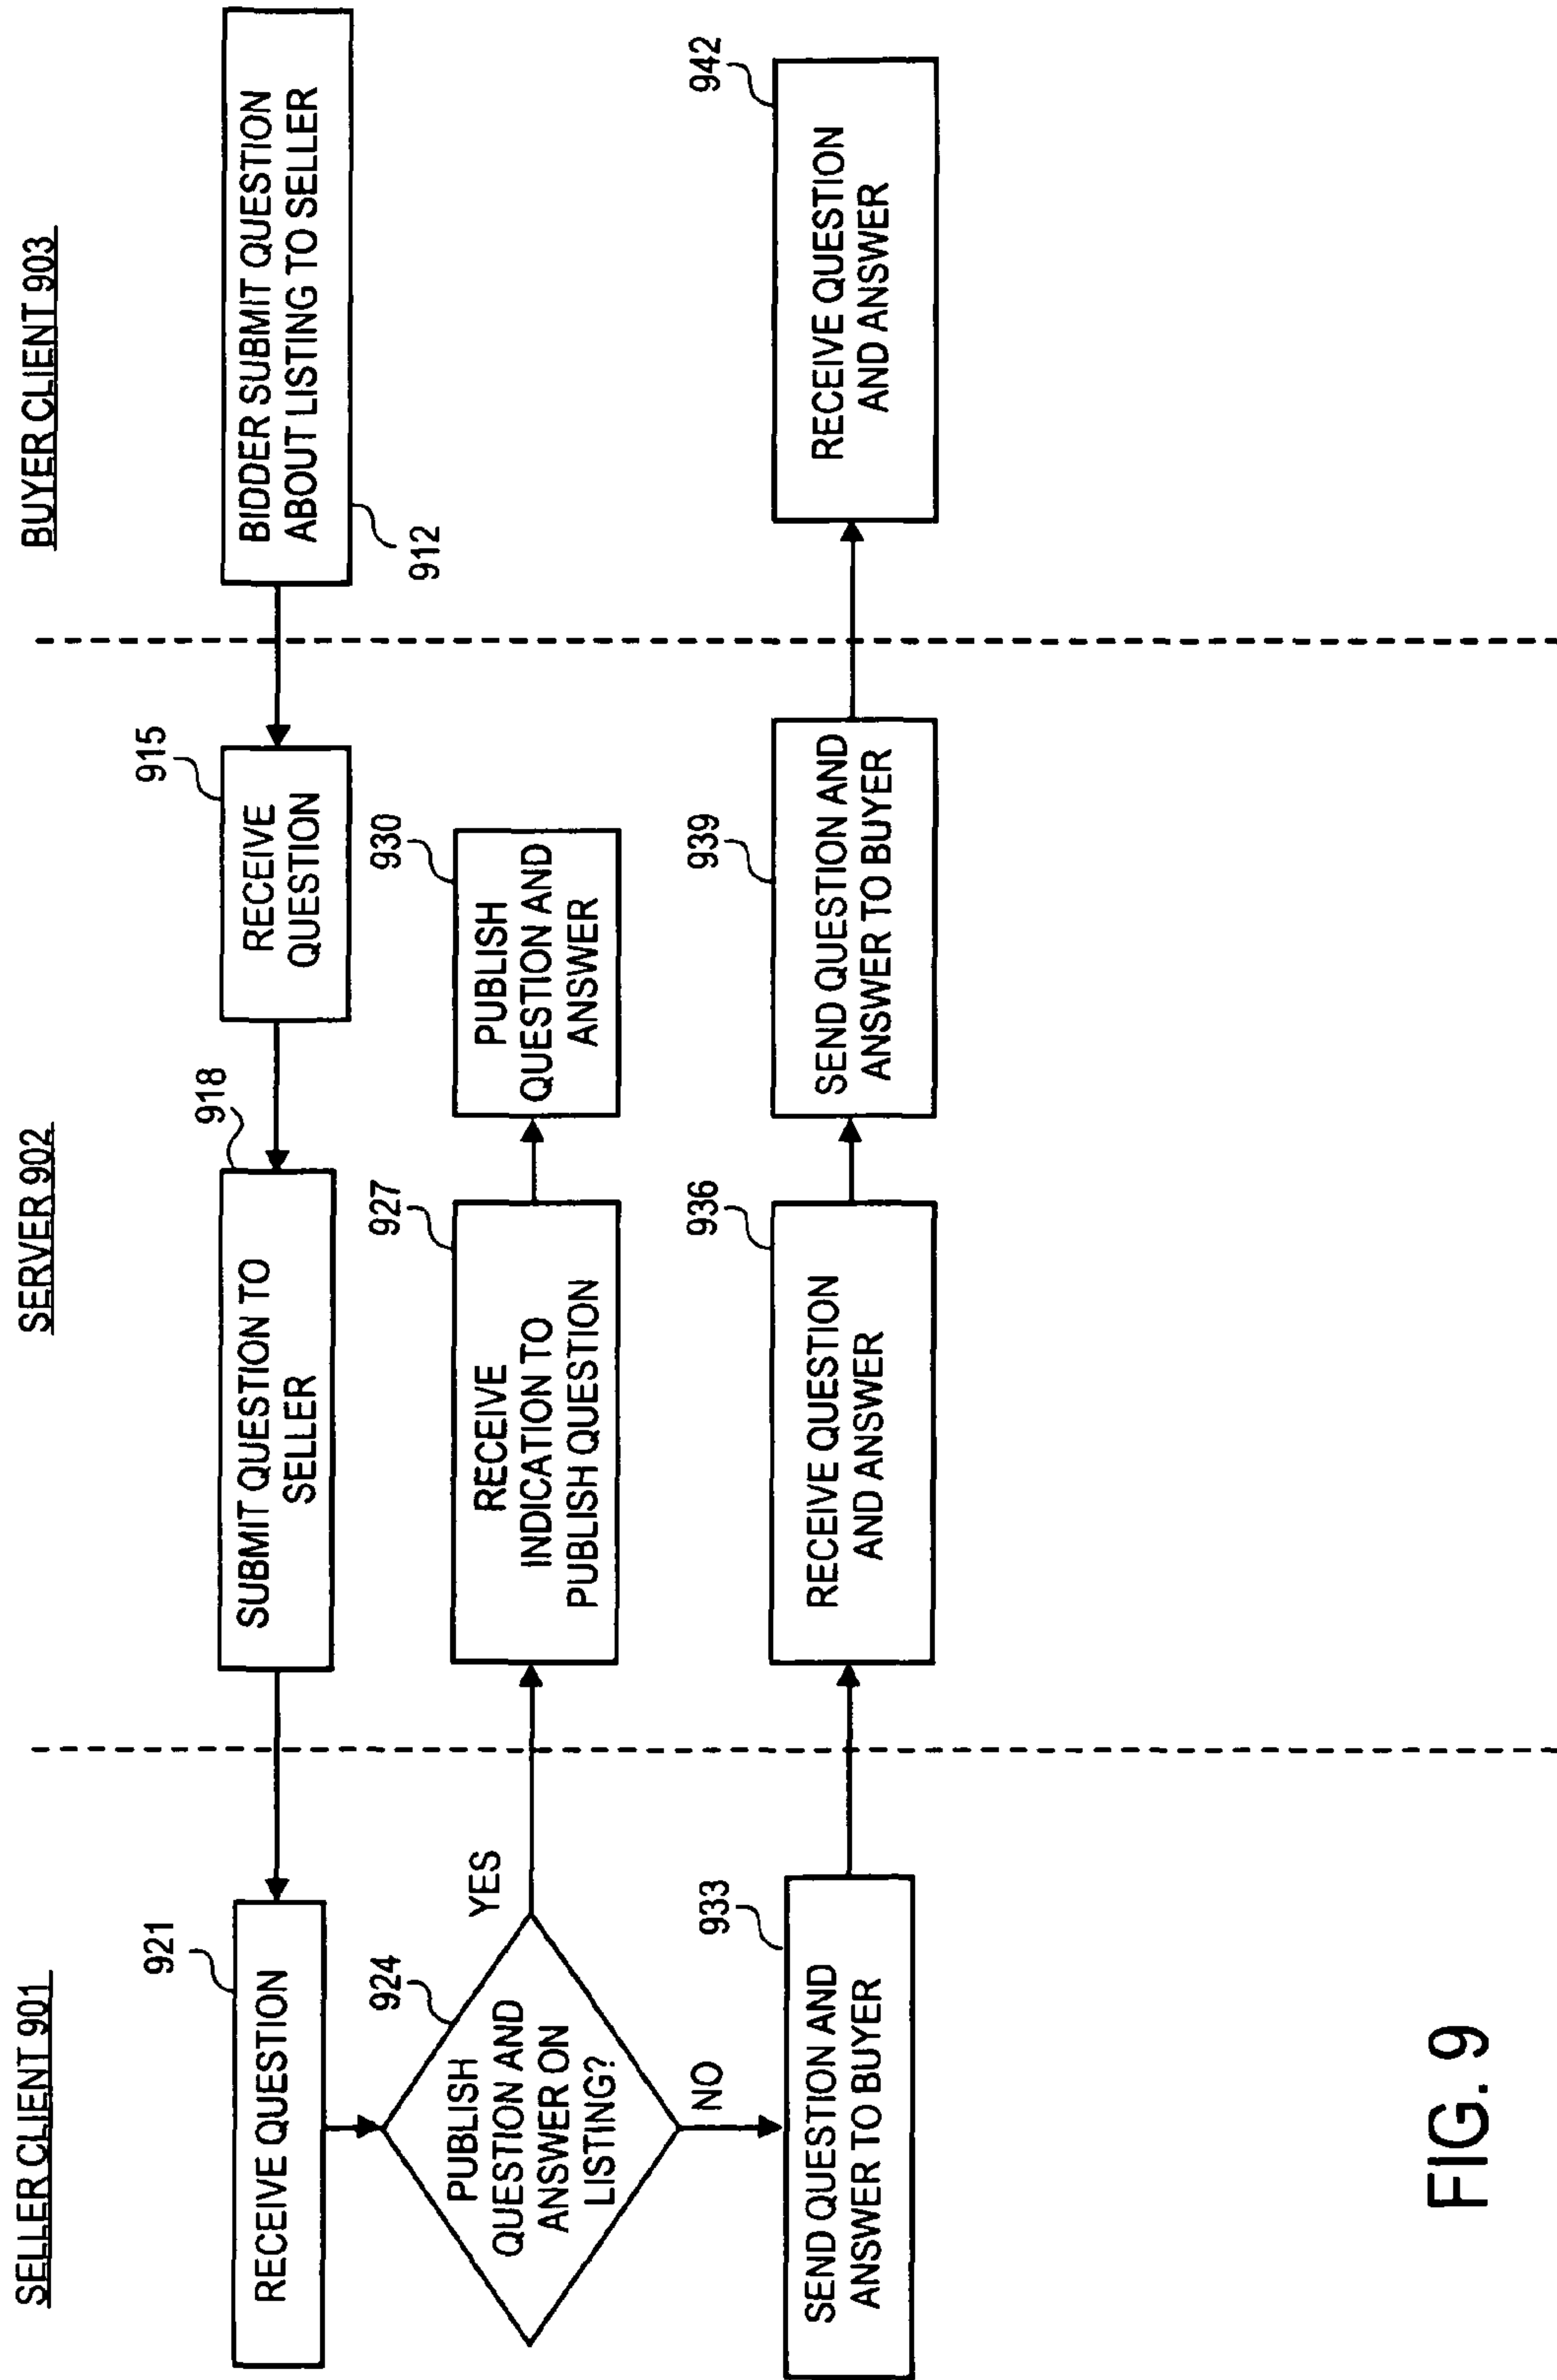 SELLER CLIENT 901
SERVER 902
BUYER CLIENT 903
BIDDER SUBMIT QUESTION
ABOUT LISTING TO SELLER
912
915
RECEIVE
QUESTION
918
SUBMIT QUESTION TO
SELLER
921
RECEIVE QUESTION
924
PUBLISH
QUESTION AND
ANSWER ON
LISTING?
YES
NO
927
RECEIVE
INDICATION TO
PUBLISH QUESTION
930
PUBLISH
QUESTION AND
ANSWER
933
SEND QUESTION AND
ANSWER TO BUYER
936
RECEIVE QUESTION
AND ANSWER
939
SEND QUESTION AND
ANSWER TO BUYER
942
RECEIVE QUESTION
AND ANSWER
FIG. 9